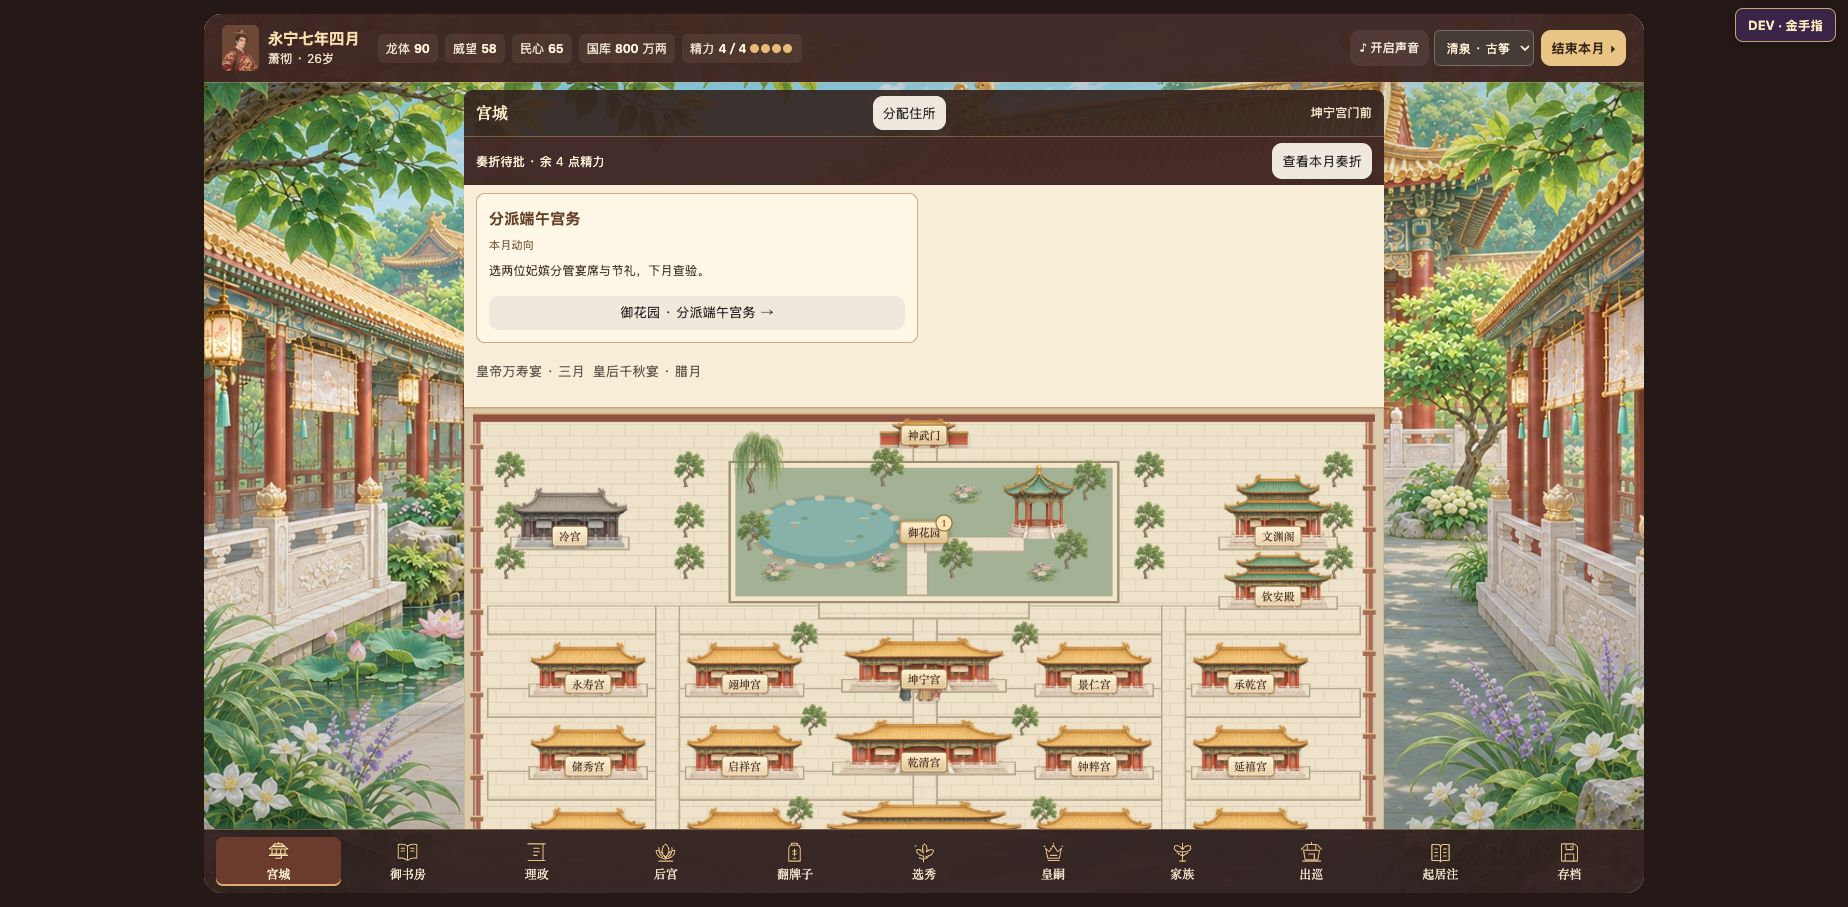 永宁七年四月
萧彻 · 26岁
龙体 90
威望 58
民心 65
国库 800 万两
精力 4 / 4
♪ 开启声音
清泉 · 古筝
结束本月
DEV · 金手指
宫城
分配住所
坤宁宫门前
奏折待批 · 余 4 点精力
查看本月奏折
分派端午宫务
本月动向
选两位妃嫔分管宴席与节礼，下月查验。
御花园 · 分派端午宫务 →
皇帝万寿宴 · 三月 皇后千秋宴 · 腊月
神武门
冷宫
御花园
1
文渊阁
钦安殿
永寿宫
翊坤宫
坤宁宫
景仁宫
承乾宫
储秀宫
启祥宫
乾清宫
钟粹宫
延禧宫
宫城
御书房
理政
后宫
翻牌子
选秀
皇嗣
家族
出巡
起居注
存档